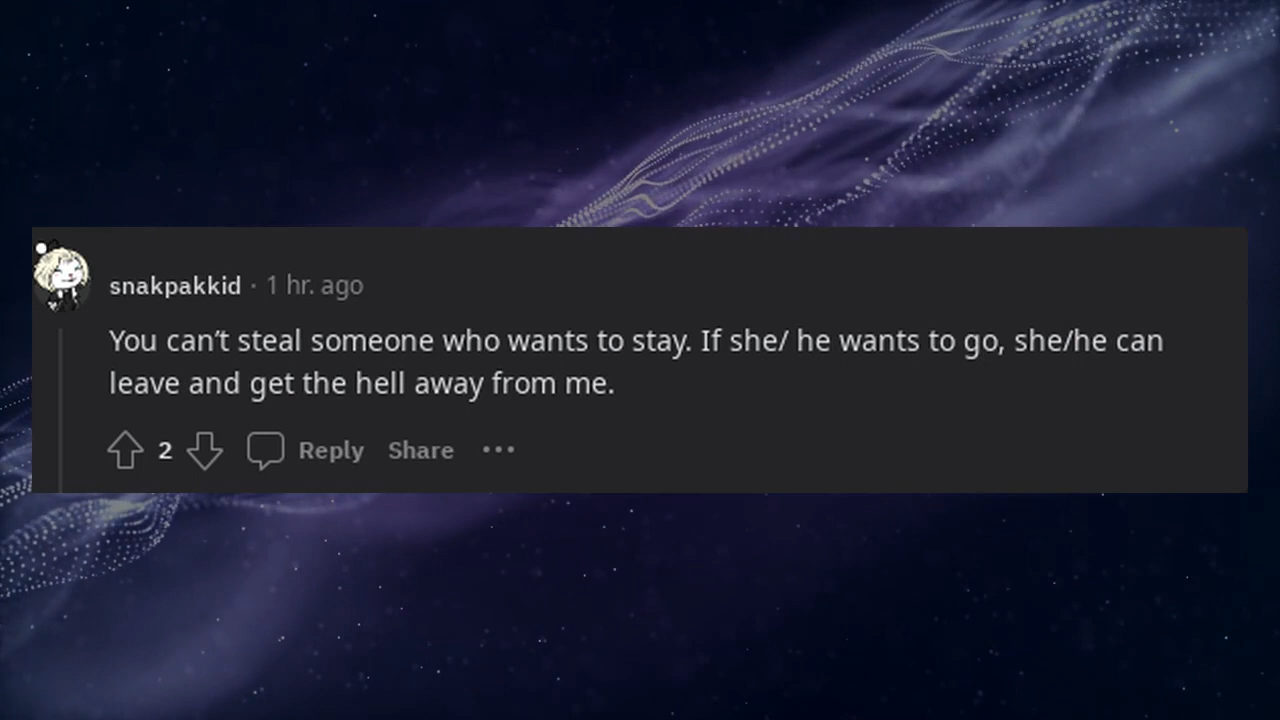 snakpakkid · 1 hr. ago
You can’t steal someone who wants to stay. If she/ he wants to go, she/he can
leave and get the hell away from me.
2 Reply Share •••